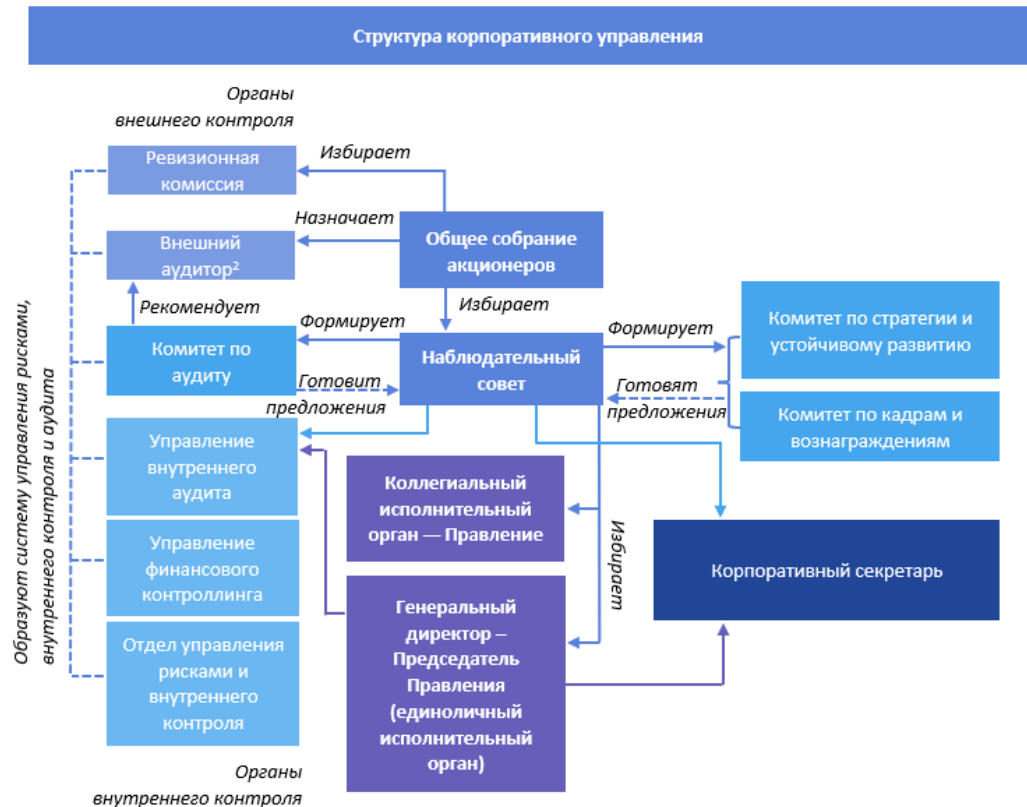 Структура корпоративного управления
Органы
внешнего контроля
Ревизионная
комиссия
Избирает
Назначает
Внешний
аудитор²
Общее собрание
акционеров
Рекомендует
Избирает
Формирует
Комитет по
аудиту
Готовит
предложения
Наблюдательный
совет
Формирует
Готовят
предложения
Комитет по стратегии и
устойчивому развитию
Комитет по кадрам и
вознаграждениям
Образуют систему управления рисками,
внутреннего контроля и аудита
Управление
внутреннего
аудита
Коллегиальный
исполнительный
орган — Правление
Избирает
Управление
финансового
контроллинга
Корпоративный секретарь
Генеральный
директор –
Председатель
Правления
(единоличный
исполнительный
орган)
Отдел управления
рисками и
внутреннего
контроля
Органы
внутреннего контроля